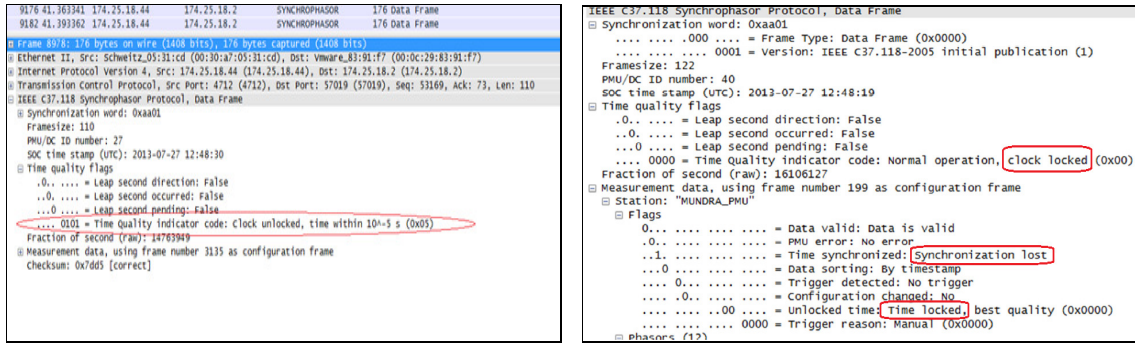 9176 41.363341 174.25.18.44 174.25.18.2 SYNCHROPHASOR 176 Data Frame
9182 41.393362 174.25.18.44 174.25.18.2 SYNCHROPHASOR 176 Data Frame
Frame 8978: 176 bytes on wire (1408 bits), 176 bytes captured (1408 bits)
Ethernet II, Src: Schweitz_05:31:cd (00:30:a7:05:31:cd), Dst: Vmware_83:91:f7 (00:0c:29:83:91:f7)
Internet Protocol Version 4, Src: 174.25.18.44 (174.25.18.44), Dst: 174.25.18.2 (174.25.18.2)
Transmission Control Protocol, Src Port: 4712 (4712), Dst Port: 57019 (57019), Seq: 53169, Ack: 73, Len: 110
IEEE C37.118 Synchrophasor Protocol, Data Frame
Synchronization word: 0xaa01
Framesize: 110
PMU/DC ID number: 27
SOC time stamp (UTC): 2013-07-27 12:48:30
Time quality flags
.0.. .... = Leap second direction: False
..0. .... = Leap second occurred: False
...0 .... = Leap second pending: False
.... 0101 = Time Quality indicator code: Clock unlocked, time within 10^-5 s (0x05)
Fraction of second (raw): 14763949
Measurement data, using frame number 3135 as configuration frame
Checksum: 0x7dd5 [correct]
IEEE C37.118 Synchrophasor Protocol, Data Frame
Synchronization word: 0xaa01
.... .... .000 .... = Frame Type: Data Frame (0x0000)
.... .... .... 0001 = Version: IEEE C37.118-2005 initial publication (1)
Framesize: 122
PMU/DC ID number: 40
SOC time stamp (UTC): 2013-07-27 12:48:19
Time quality flags
.0.. .... = Leap second direction: False
..0. .... = Leap second occurred: False
...0 .... = Leap second pending: False
.... 0000 = Time Quality indicator code: Normal operation, clock locked (0x00)
Fraction of second (raw): 16106127
Measurement data, using frame number 199 as configuration frame
Station: "MUNDRA_PMU"
Flags
0... .... .... .... = Data valid: Data is valid
.0.. .... .... .... = PMU error: No error
..1. .... .... .... = Time synchronized: Synchronization lost
...0 .... .... .... = Data sorting: By timestamp
.... 0... .... .... = Trigger detected: No trigger
.... .0.. .... .... = Configuration changed: No
.... .... ..00 .... = Unlocked time: Time locked, best quality (0x0000)
.... .... .... 0000 = Trigger reason: Manual (0x0000)
Phasors (12)